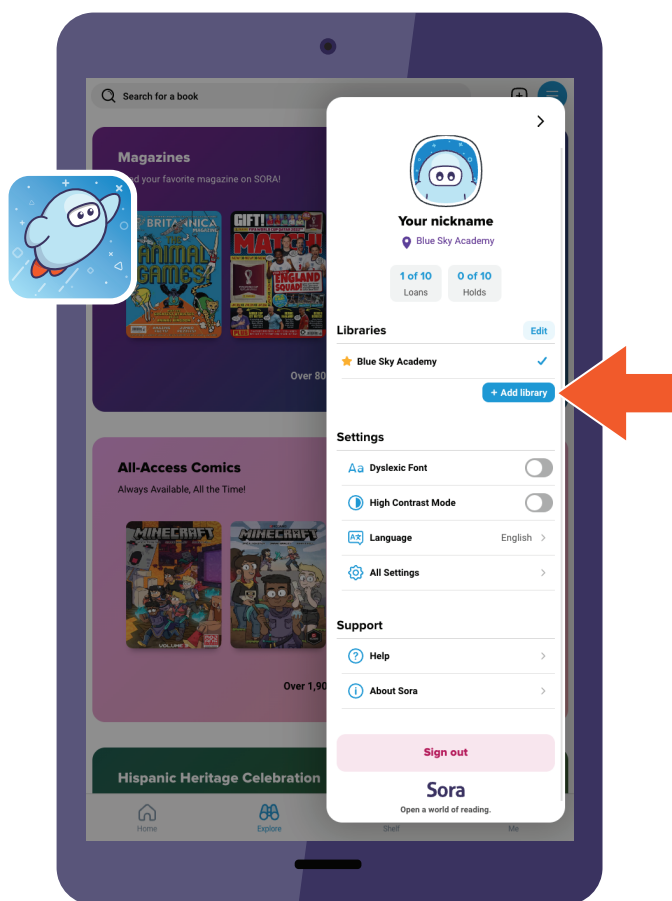 Search for a book
Magazines
your favorite magazine on SORA!
BRITANNICA
MAGAZINE
THE
ANIMAL
GAMES!
GIFT!
MATCH
ENGLAND
SQUAD!
PLUS
Over 80
All-Access Comics
Always Available, All the Time!
MINECRAFT
VOLUME
MINECRAFT
Over 1,90
Hispanic Heritage Celebration
Home
Explore
Shelf
Me
Your nickname
Blue Sky Academy
1 of 10
Loans
0 of 10
Holds
Libraries
Edit
Blue Sky Academy
+ Add library
Settings
Aa Dyslexic Font
High Contrast Mode
Language English
All Settings
Support
Help
About Sora
Sign out
Sora
Open a world of reading.